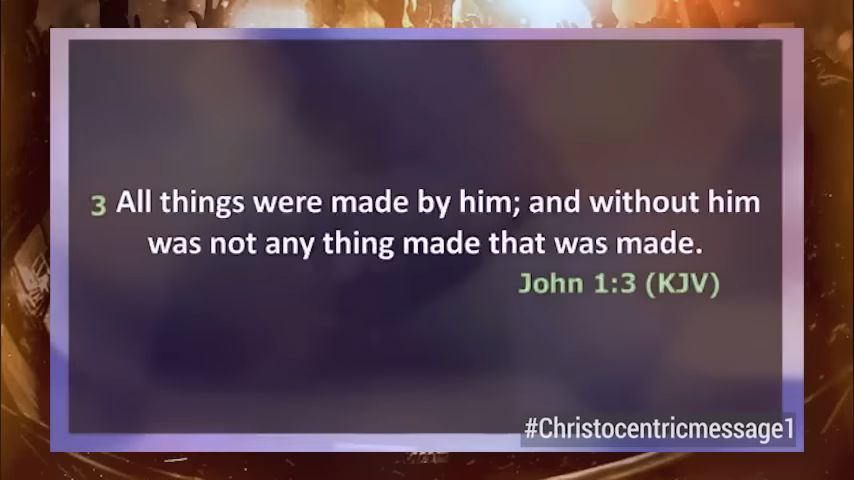 3 All things were made by him; and without him
was not any thing made that was made.
John 1:3 (KJV)
#Christocentricmessage1